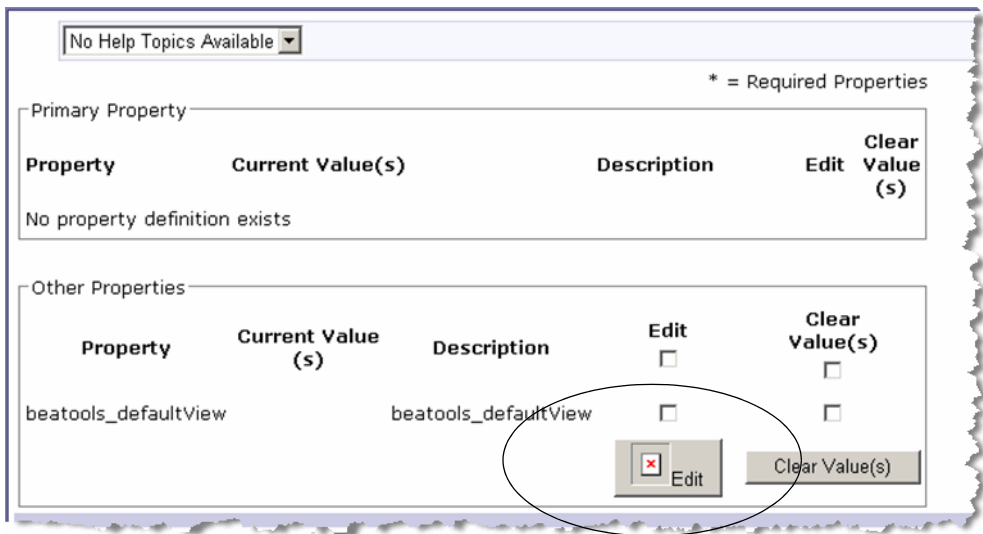 No Help Topics Available
* = Required Properties
Primary Property
Property Current Value(s) Description Edit Clear Value (s)
No property definition exists
Other Properties
Property Current Value (s) Description Edit Clear Value(s)
beatools_defaultView beatools_defaultView
Edit Clear Value(s)